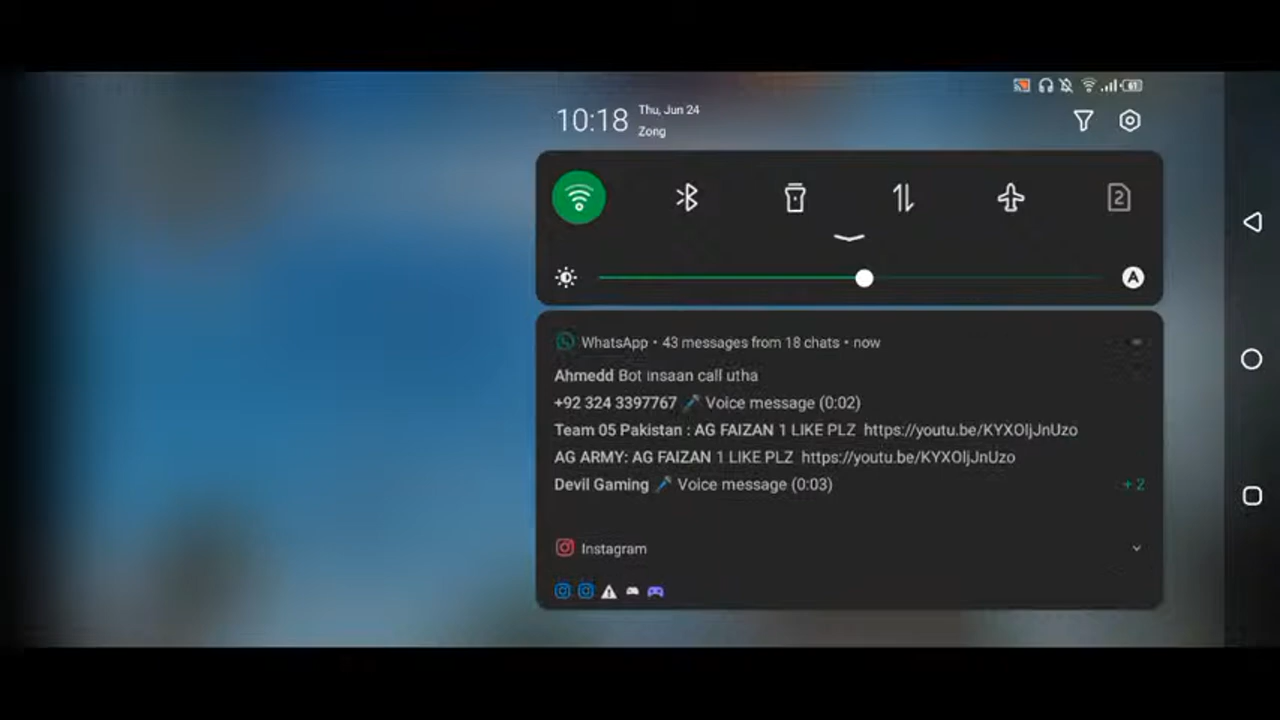 10:18
Thu, Jun 24
Zong
2
A
WhatsApp • 43 messages from 18 chats • now
Ahmedd Bot insaan call utha
+92 324 3397767 🎤 Voice message (0:02)
Team 05 Pakistan : AG FAIZAN 1 LIKE PLZ https://youtu.be/KYXOljJnUzo
AG ARMY: AG FAIZAN 1 LIKE PLZ https://youtu.be/KYXOljJnUzo
Devil Gaming 🎤 Voice message (0:03)
+ 2
Instagram